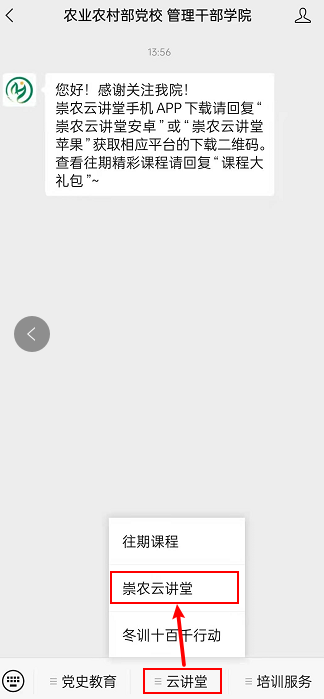 农业农村部党校 管理干部学院
13:56
您好！感谢关注我院！
崇农云讲堂手机APP下载请回复“
崇农云讲堂安卓”或“崇农云讲堂
苹果”获取相应平台的下载二维码。
查看往期精彩课程请回复“课程大
礼包”~
往期课程
崇农云讲堂
冬训十百千行动
党史教育
云讲堂
培训服务